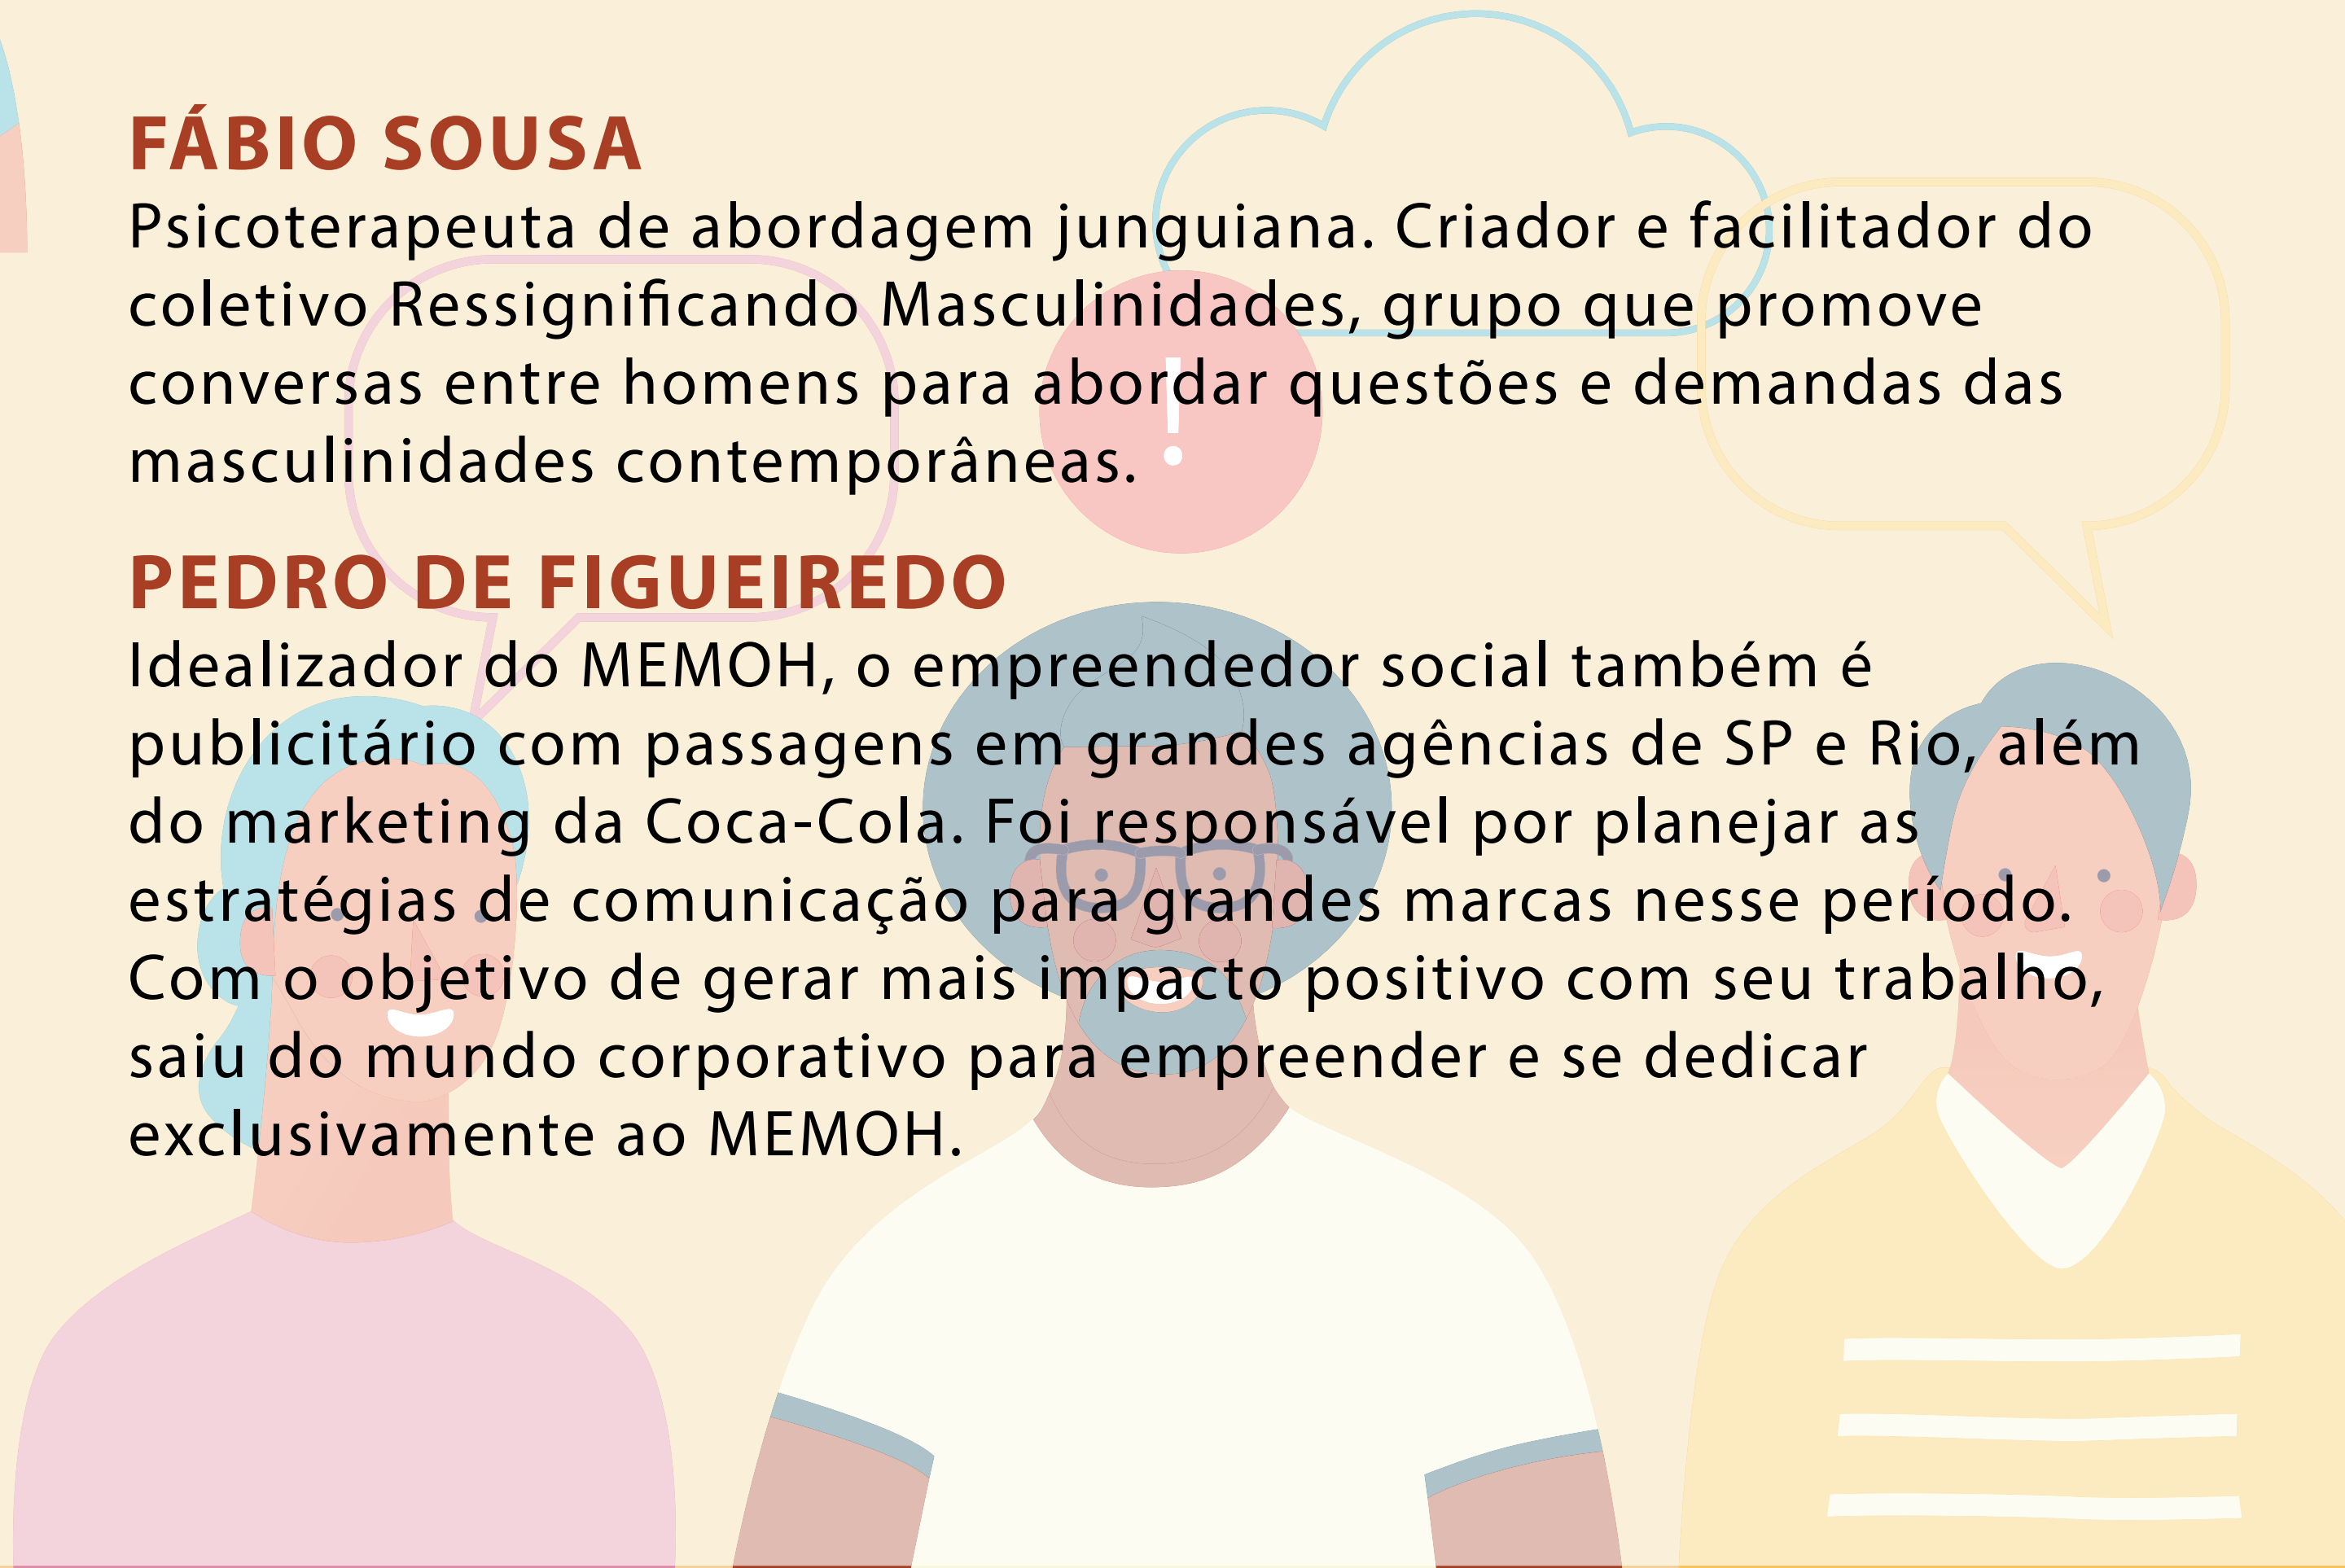 FÁBIO SOUSA
Psicoterapeuta de abordagem junguiana. Criador e facilitador do
coletivo Ressignificando Masculinidades, grupo que promove
conversas entre homens para abordar questões e demandas das
masculinidades contemporâneas.
!
PEDRO DE FIGUEIREDO
Idealizador do MEMOH, o empreendedor social também é
publicitário com passagens em grandes agências de SP e Rio, além
do marketing da Coca-Cola. Foi responsável por planejar as
estratégias de comunicação para grandes marcas nesse período.
Com o objetivo de gerar mais impacto positivo com seu trabalho,
saiu do mundo corporativo para empreender e se dedicar
exclusivamente ao MEMOH.